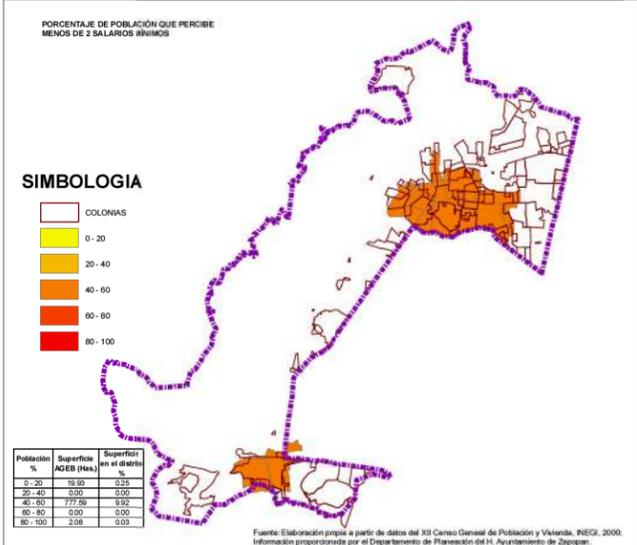 PORCENTAJE DE POBLACIÓN QUE PERCIBE
MENOS DE 2 SALARIOS MÍNIMOS
SIMBOLOGIA
COLONIAS
0 - 20
20 - 40
40 - 60
60 - 80
80 - 100
Población % Superficie AGEB (Has.) Superficie en el distrito %
0 - 20 19.93 0.25
20 - 40 0.00 0.00
40 - 60 777.59 9.92
60 - 80 0.00 0.00
80 - 100 2.08 0.03
Fuente: Elaboración propia a partir de datos del XII Censo General de Población y Vivienda, INEGI, 2000;
Información proporcionada por el Departamento de Planeación del H. Ayuntamiento de Zapopan.